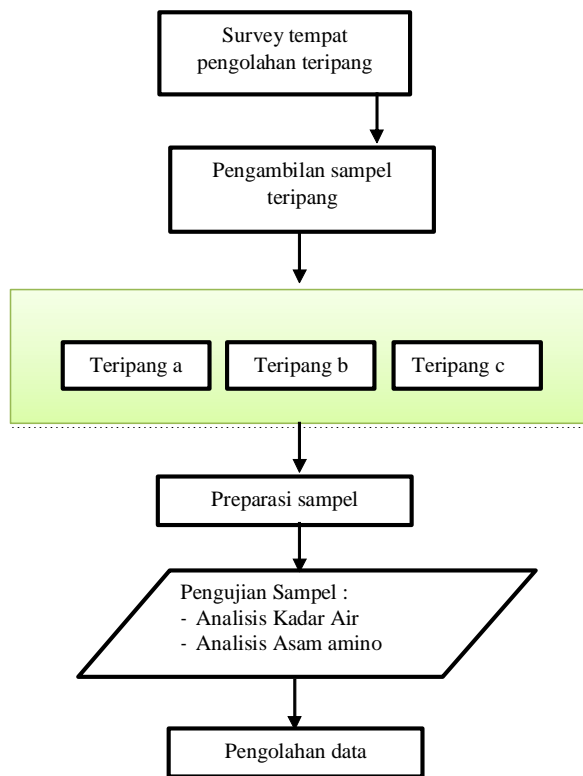 Survey tempat
pengolahan teripang
Pengambilan sampel
teripang
Teripang a
Teripang b
Teripang c
Preparasi sampel
Pengujian Sampel :
- Analisis Kadar Air
- Analisis Asam amino
Pengolahan data